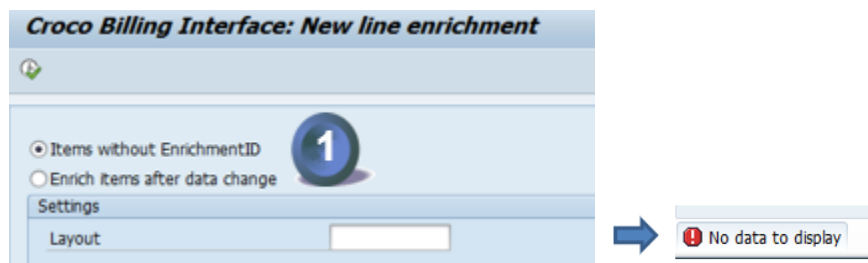 Croco Billing Interface: New line enrichment
Items without EnrichmentID
1
Enrich items after data change
Settings
Layout
No data to display